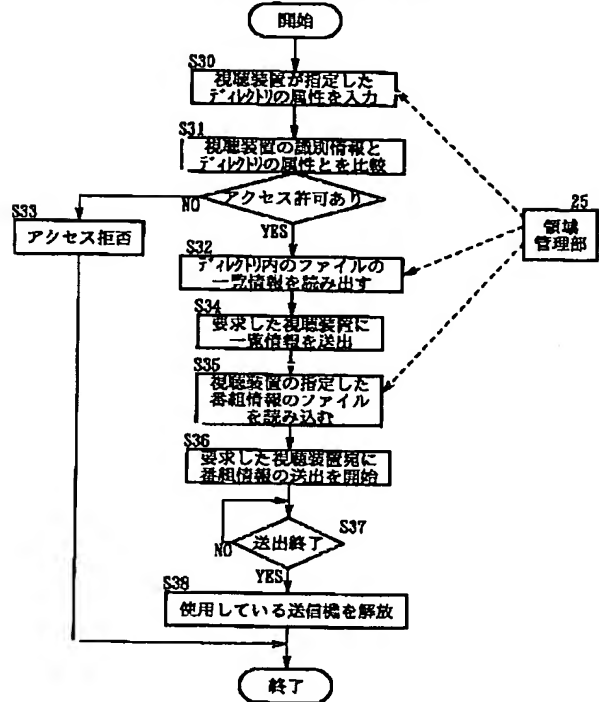 開始
S30
視聴装置が指定した
ディレクトリの属性を入力
S31
視聴装置の識別情報と
ディレクトリの属性とを比較
アクセス許可あり
NO
YES
S33
アクセス拒否
25
領域
管理部
S32
ディレクトリ内のファイルの
一覧情報を読み出す
S34
要求した視聴装置に
一覧情報を送出
S35
視聴装置の指定した
番組情報のファイル
を読み込む
S36
要求した視聴装置宛に
番組情報の送出を開始
S37
送出終了
NO
YES
S38
使用している送信機を解放
終了